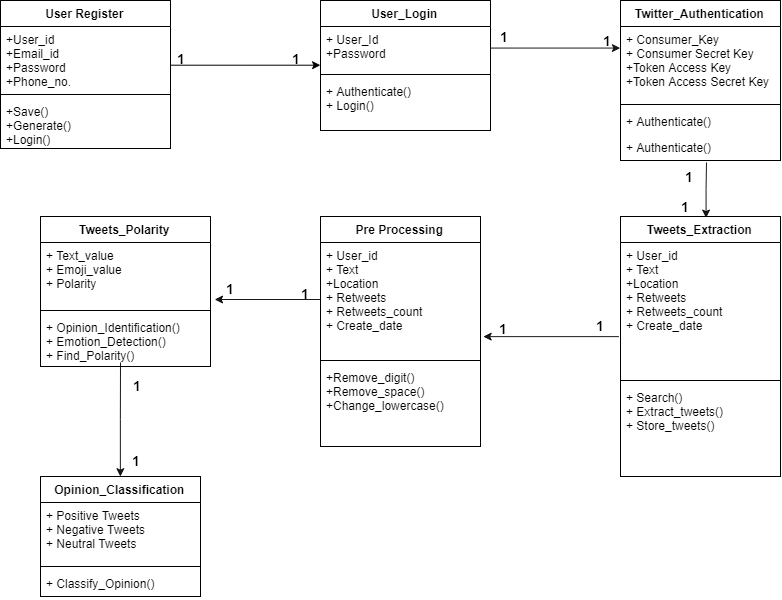 User Register
+User_id
+Email_id
+Password
+Phone_no.
+Save()
+Generate()
+Login()
1
1
User_Login
+ User_Id
+Password
+ Authenticate()
+ Login()
1
1
Twitter_Authentication
+ Consumer_Key
+ Consumer Secret Key
+Token Access Key
+Token Access Secret Key
+ Authenticate()
+ Authenticate()
1
1
Tweets_Extraction
+ User_id
+ Text
+Location
+ Retweets
+ Retweets_count
+ Create_date
+ Search()
+ Extract_tweets()
+ Store_tweets()
1
1
Pre Processing
+ User_id
+ Text
+Location
+ Retweets
+ Retweets_count
+ Create_date
+Remove_digit()
+Remove_space()
+Change_lowercase()
1
1
Tweets_Polarity
+ Text_value
+ Emoji_value
+ Polarity
+ Opinion_Identification()
+ Emotion_Detection()
+ Find_Polarity()
1
1
Opinion_Classification
+ Positive Tweets
+ Negative Tweets
+ Neutral Tweets
+ Classify_Opinion()